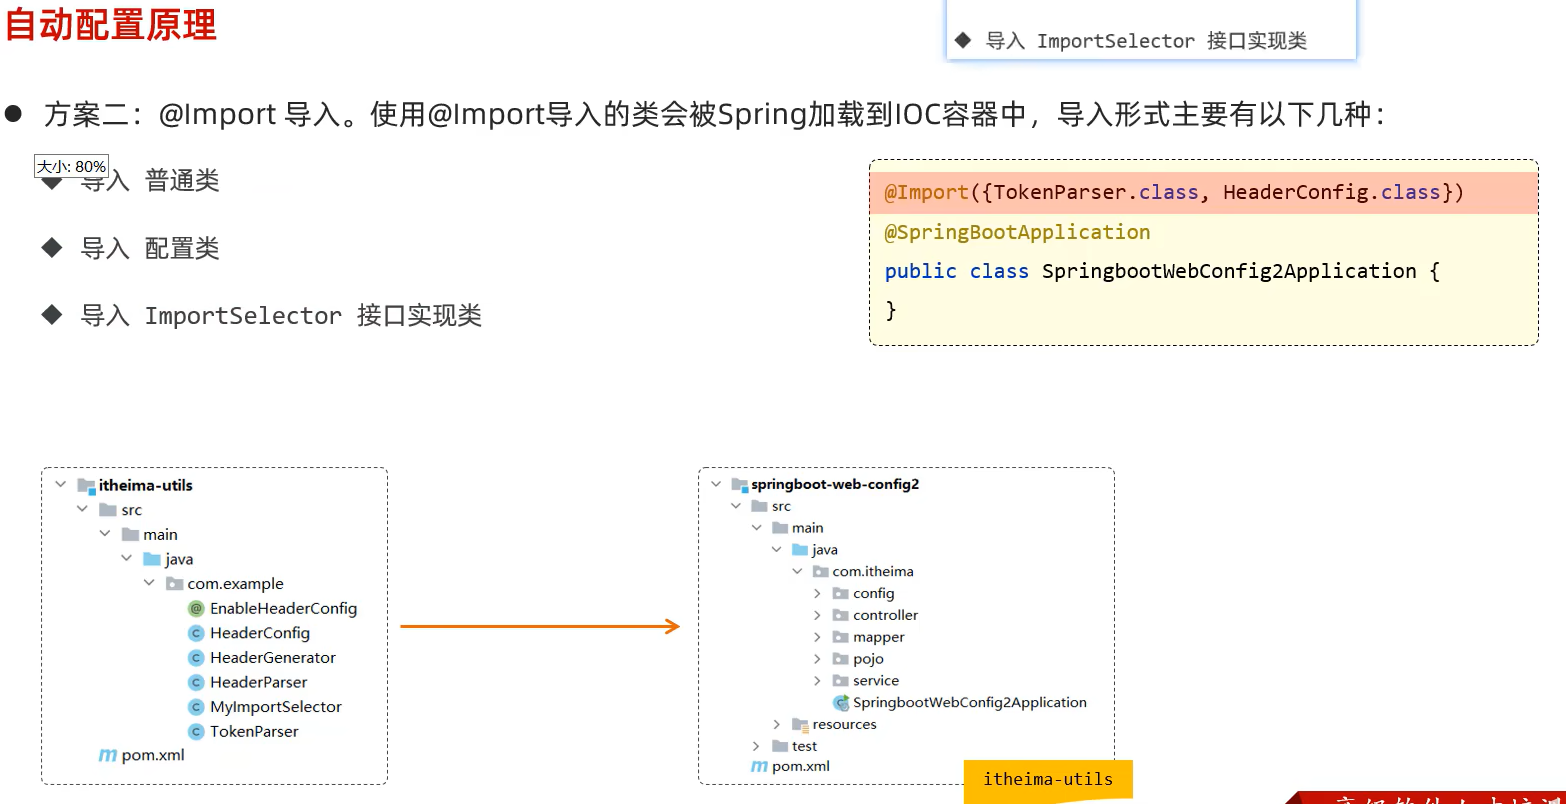 自动配置原理
◆ 导入 ImportSelector 接口实现类
● 方案二：@Import 导入。使用@Import导入的类会被Spring加载到IOC容器中，导入形式主要有以下几种：
大小: 80%
◆ 导入 普通类
◆ 导入 配置类
◆ 导入 ImportSelector 接口实现类
@Import({TokenParser.class, HeaderConfig.class})
@SpringBootApplication
public class SpringbootWebConfig2Application {
}
itheima-utils
src
main
java
com.example
EnableHeaderConfig
HeaderConfig
HeaderGenerator
HeaderParser
MyImportSelector
TokenParser
pom.xml
springboot-web-config2
src
main
java
com.itheima
config
controller
mapper
pojo
service
SpringbootWebConfig2Application
resources
test
pom.xml
itheima-utils